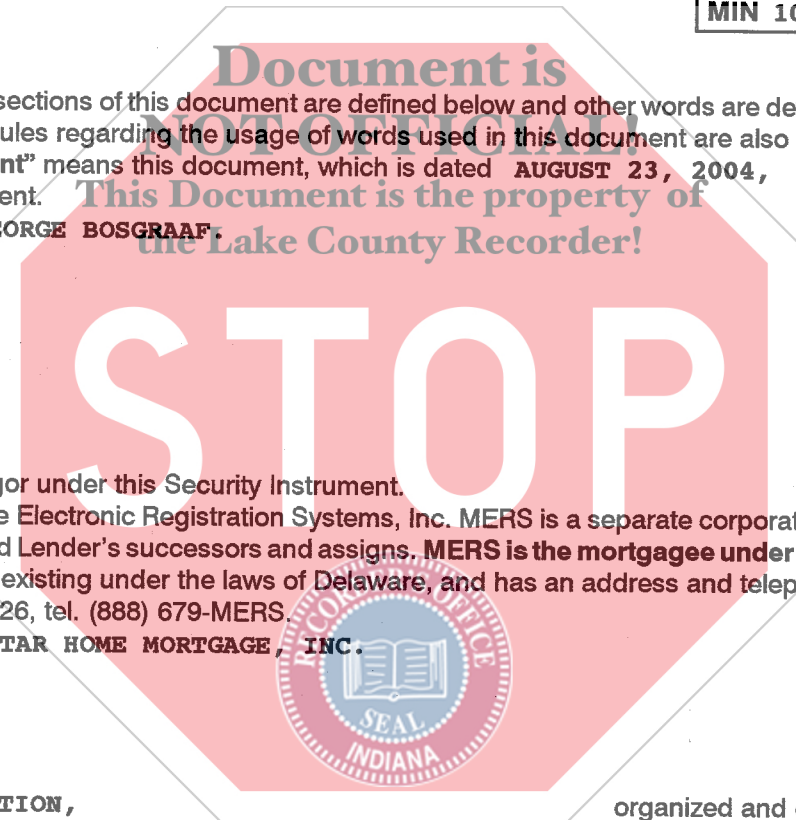 MIN 10
Document is
sections of this document are defined below and other words are de
ules regarding the usage of words used in this document are also
NOT OFFICIAL!
nt” means this document, which is dated AUGUST 23, 2004,
ent.
This Document is the property of
ORGE BOSGRAAF.
the Lake County Recorder!
STOP
gor under this Security Instrument.
e Electronic Registration Systems, Inc. MERS is a separate corporat
d Lender's successors and assigns. MERS is the mortgagee under
existing under the laws of Delaware, and has an address and telep
26, tel. (888) 679-MERS.
TAR HOME MORTGAGE, INC.
RECORDER'S OFFICE
SEAL
INDIANA
TION,
organized and